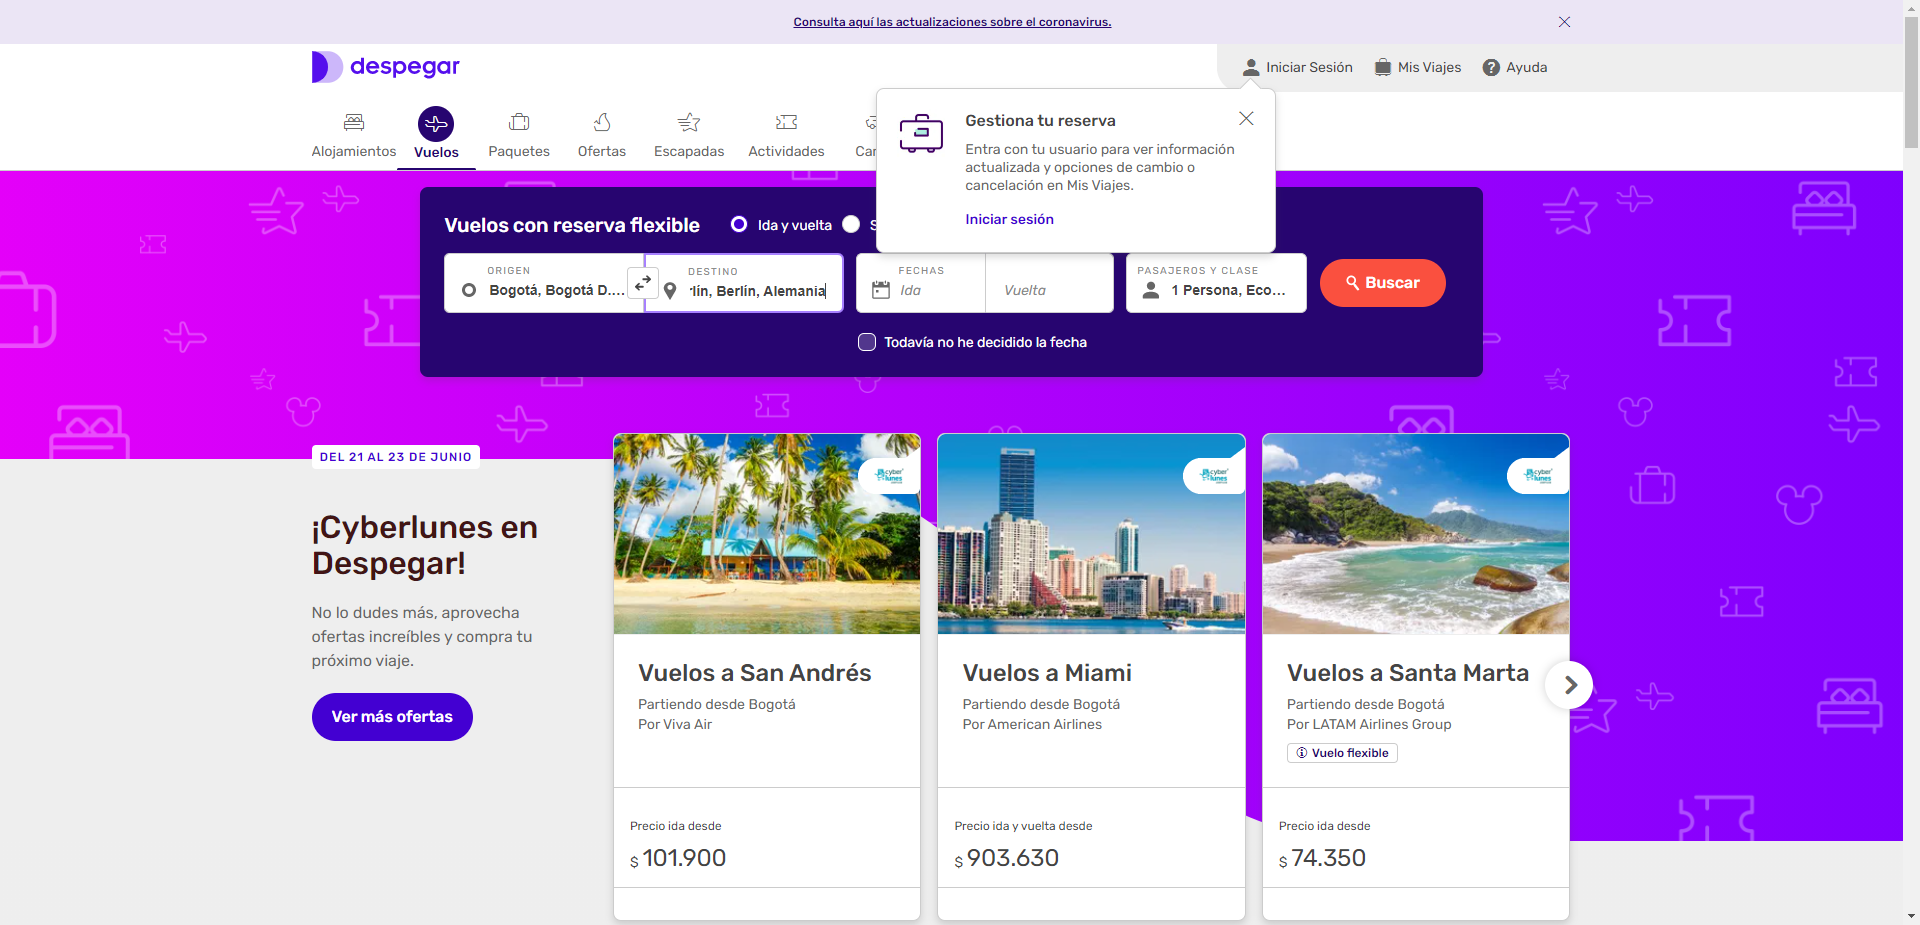 Consulta aquí las actualizaciones sobre el coronavirus.
despegar
Iniciar Sesión
Mis Viajes
Ayuda
Alojamientos
Vuelos
Paquetes
Ofertas
Escapadas
Actividades
Gestiona tu reserva
Entra con tu usuario para ver información
actualizada y opciones de cambio o
cancelación en Mis Viajes.
Iniciar sesión
Vuelos con reserva flexible
Ida y vuelta
ORIGEN
Bogotá, Bogotá D....
DESTINO
lín, Berlín, Alemania
FECHAS
Ida
Vuelta
PASAJEROS Y CLASE
1 Persona, Eco...
Buscar
Todavía no he decidido la fecha
DEL 21 AL 23 DE JUNIO
¡Cyberlunes en
Despegar!
No lo dudes más, aprovecha
ofertas increíbles y compra tu
próximo viaje.
Ver más ofertas
cyber
lunes
Vuelos a San Andrés
Partiendo desde Bogotá
Por Viva Air
Precio ida desde
$ 101.900
cyber
lunes
Vuelos a Miami
Partiendo desde Bogotá
Por American Airlines
Precio ida y vuelta desde
$ 903.630
cyber
lunes
Vuelos a Santa Marta
Partiendo desde Bogotá
Por LATAM Airlines Group
Vuelo flexible
Precio ida desde
$ 74.350